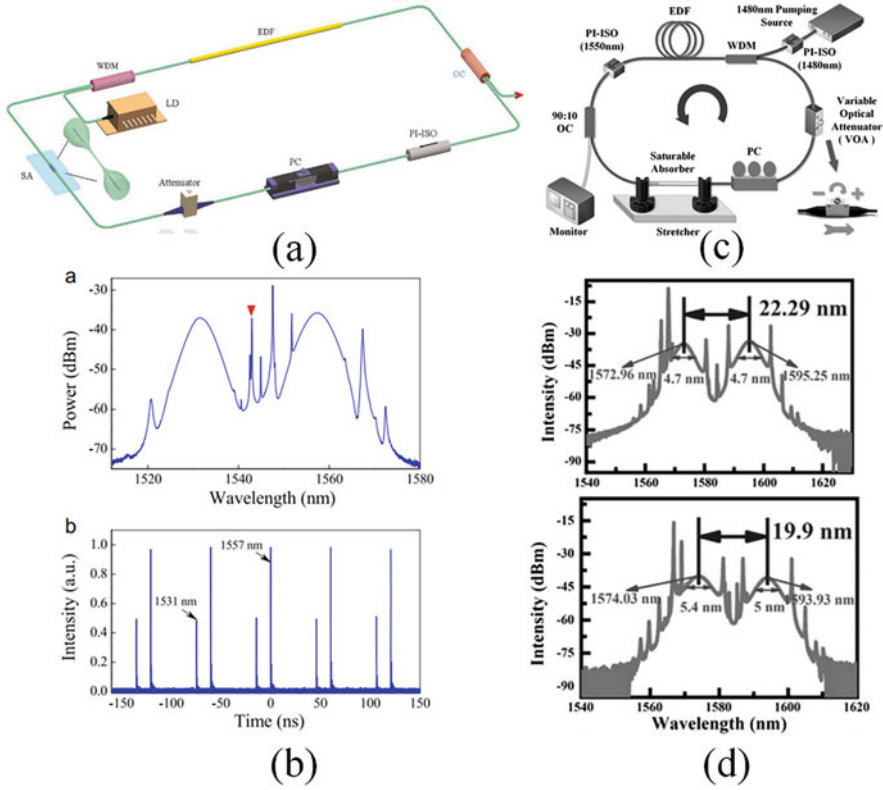 EDF
WDM
LD
OC
SA
Attenuator
PC
PI-ISO
(a)
EDF
1480nm Pumping
Source
PI-ISO
(1550nm)
WDM
PI-ISO
(1480nm)
90:10
OC
Variable
Optical
Attenuator
(VOA)
Saturable
Absorber
PC
Monitor
Stretcher
− +
(c)
a
Power (dBm)
-30
-40
-50
-60
-70
1520 1540 1560 1580
Wavelength (nm)
b
Intensity (a.u.)
1.0
0.8
0.6
0.4
0.2
0.0
1557 nm
1531 nm
-150 -100 -50 0 50 100 150
Time (ns)
(b)
Intensity (dBm)
-15
-30
-45
-60
-75
-90
22.29 nm
1572.96 nm
4.7 nm
4.7 nm
1595.25 nm
1540 1560 1580 1600 1620
Intensity (dBm)
-15
-30
-45
-60
-75
-90
19.9 nm
1574.03 nm
5.4 nm
5 nm
1593.93 nm
1540 1560 1580 1600 1620
Wavelength (nm)
(d)